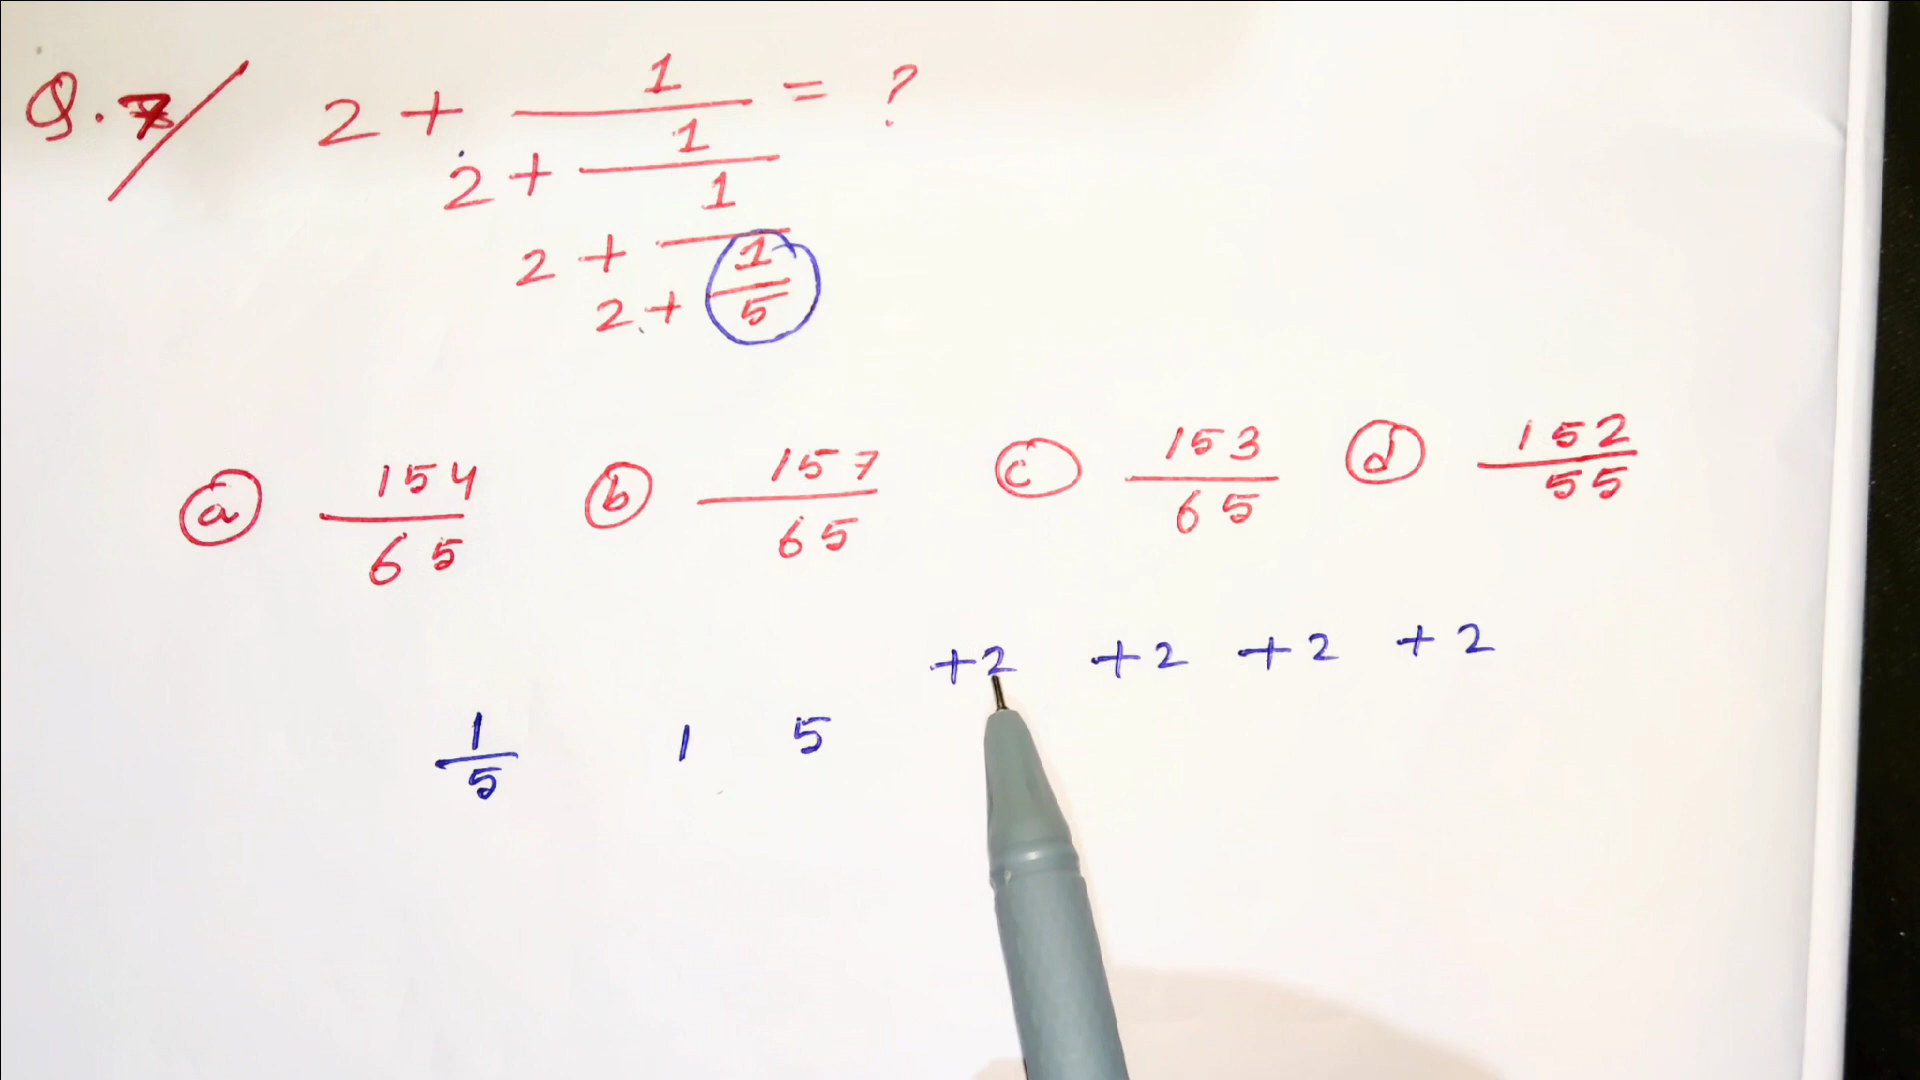 Q.7/ 2 + 1 = ?
2 + 1
2 + 1
2 + 1/5
a 154/65 b 157/65 c 153/65 d 152/55
+2 +2 +2 +2
1/5 1 5